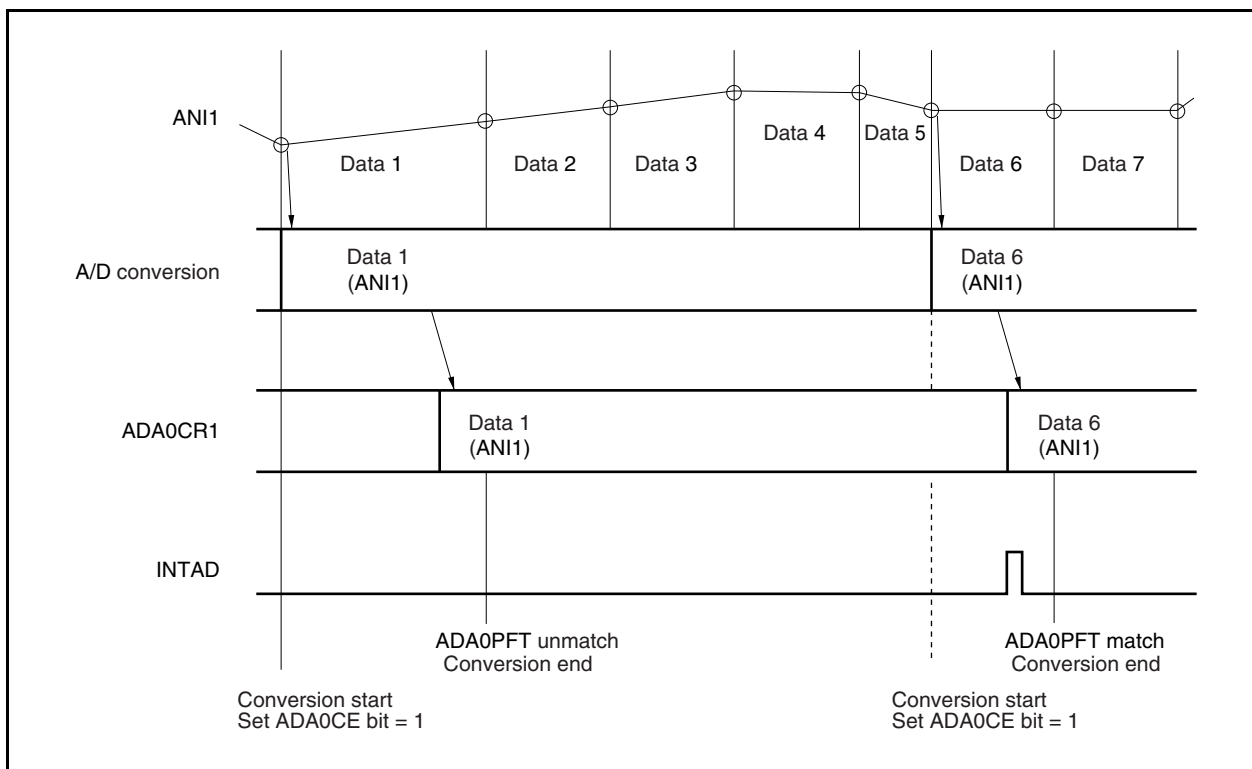 ANI1
Data 1
Data 2
Data 3
Data 4
Data 5
Data 6
Data 7
A/D conversion
Data 1
(ANI1)
Data 6
(ANI1)
ADA0CR1
Data 1
(ANI1)
Data 6
(ANI1)
INTAD
ADA0PFT unmatch
Conversion end
ADA0PFT match
Conversion end
Conversion start
Set ADA0CE bit = 1
Conversion start
Set ADA0CE bit = 1